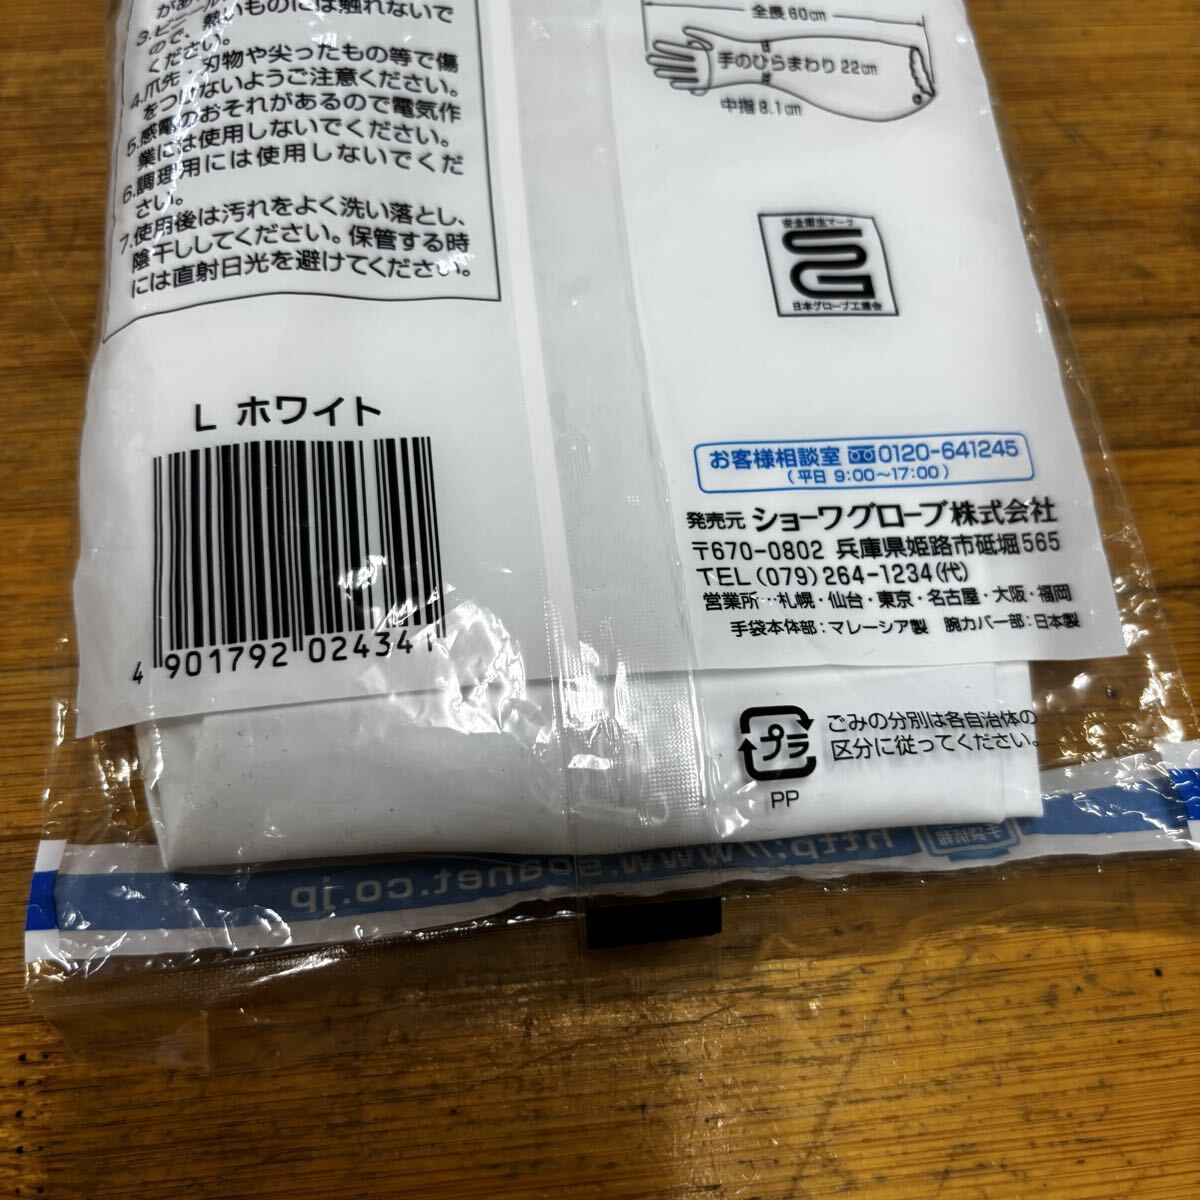 があ
3.ビニール
熱いものには触れないで
ので、
ください。
4.爪先、刃物や尖ったもの等で傷
をつけないようご注意ください。
5.感電のおそれがあるので電気作
業には使用しないでください。
6.調理用には使用しないでくだ
さい。
7.使用後は汚れをよく洗い落とし、
陰干ししてください。保管する時
には直射日光を避けてください。
L ホワイト
4 901792 024341
全長60cm
手のひらまわり22cm
中指8.1cm
安全衛生マーク
SG
日本グローブ工業会
お客様相談室 0120-641245
(平日 9:00～17:00)
発売元 ショーワグローブ株式会社
〒670-0802 兵庫県姫路市砥堀565
TEL(079)264-1234(代)
営業所…札幌・仙台・東京・名古屋・大阪・福岡
手袋本体部:マレーシア製 腕カバー部:日本製
プラ
PP
ごみの分別は各自治体の
区分に従ってください。
http://www.spanet.co.jp